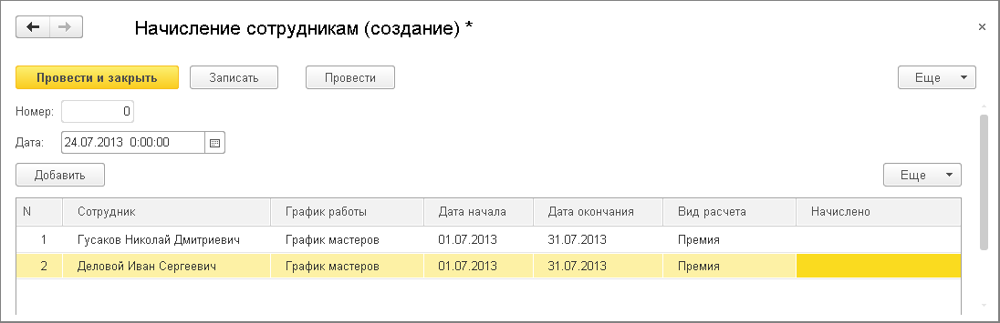 Начисление сотрудникам (создание) *
Провести и закрыть Записать Провести Еще
Номер: 0
Дата: 24.07.2013 0:00:00
Добавить Еще
N Сотрудник График работы Дата начала Дата окончания Вид расчета Начислено
1 Гусаков Николай Дмитриевич График мастеров 01.07.2013 31.07.2013 Премия
2 Деловой Иван Сергеевич График мастеров 01.07.2013 31.07.2013 Премия